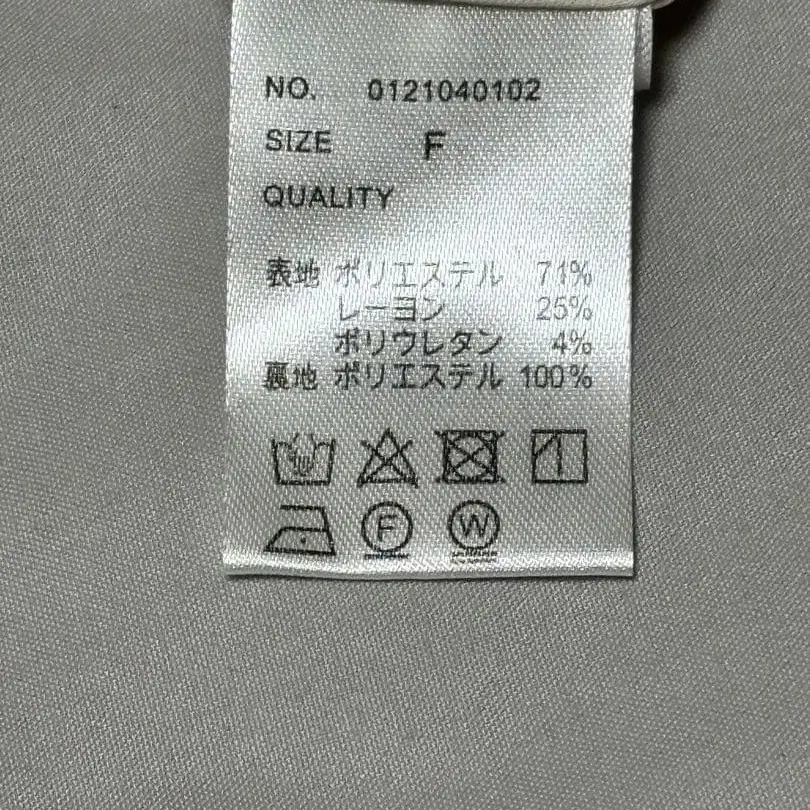 NO. 0121040102
SIZE F
QUALITY
表地 ポリエステル 71%
レーヨン 25%
ポリウレタン 4%
裏地 ポリエステル 100%
F W